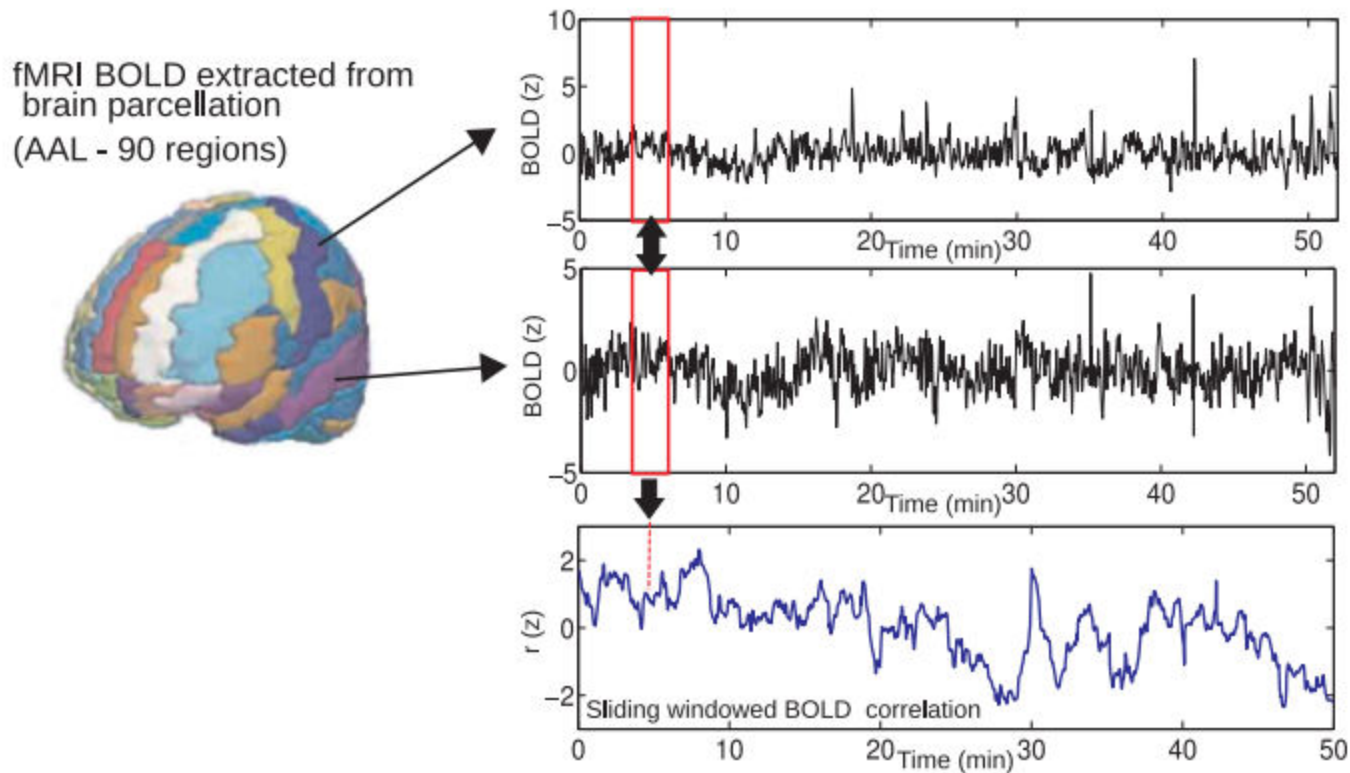 fMRI BOLD extracted from
brain parcellation
(AAL - 90 regions)
10
5
0
−5
BOLD (z)
0 10 20 Time (min) 30 40 50
5
0
−5
BOLD (z)
0 10 20 Time (min) 30 40 50
2
0
−2
r (z)
Sliding windowed BOLD correlation
0 10 20 Time (min) 30 40 50